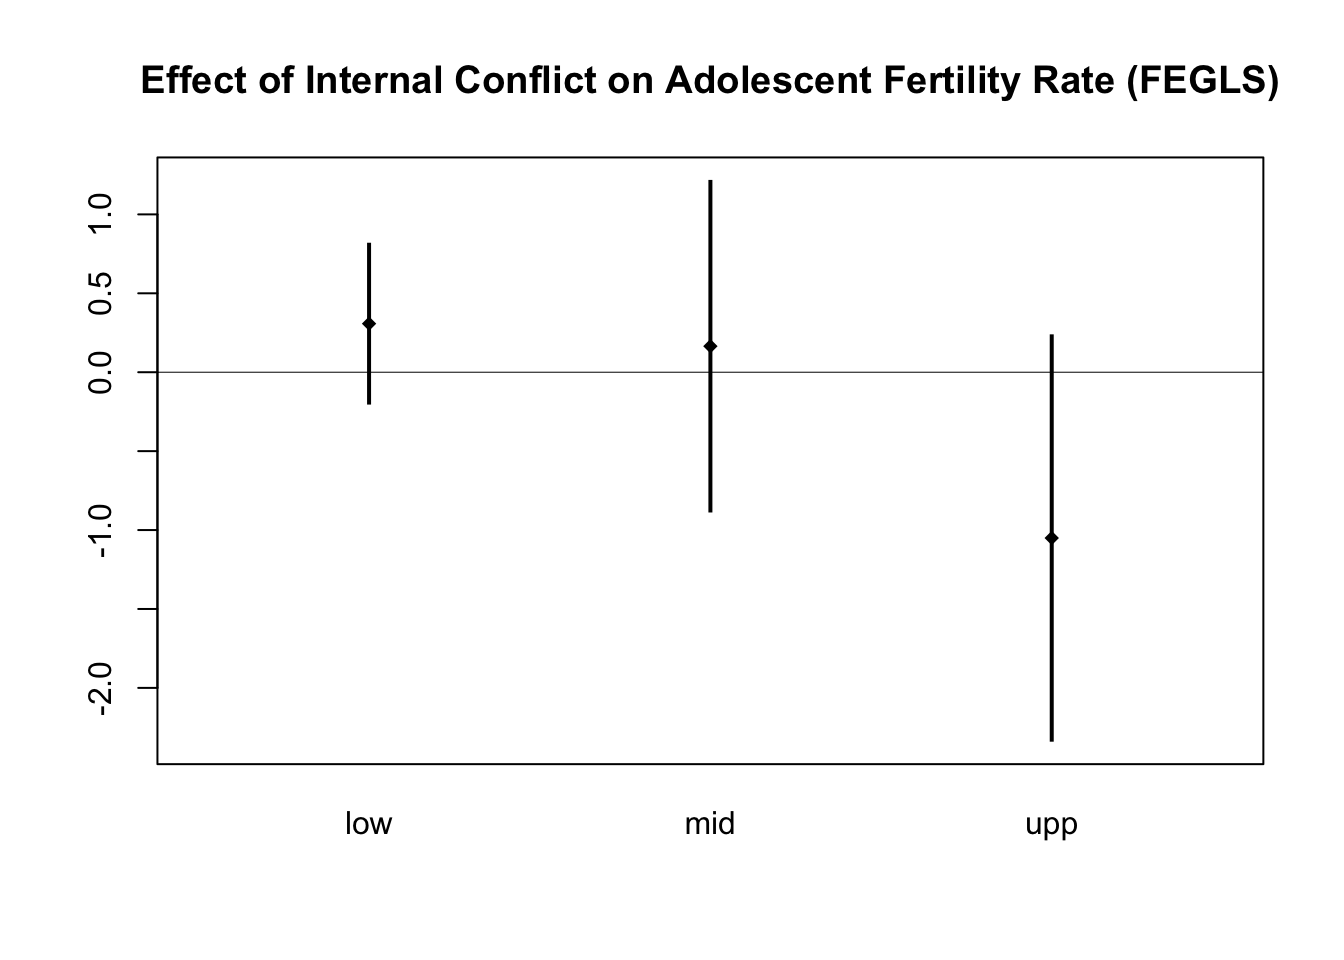 Effect of Internal Conflict on Adolescent Fertility Rate (FEGLS)
1.0
0.5
0.0
-1.0
-2.0
low mid upp